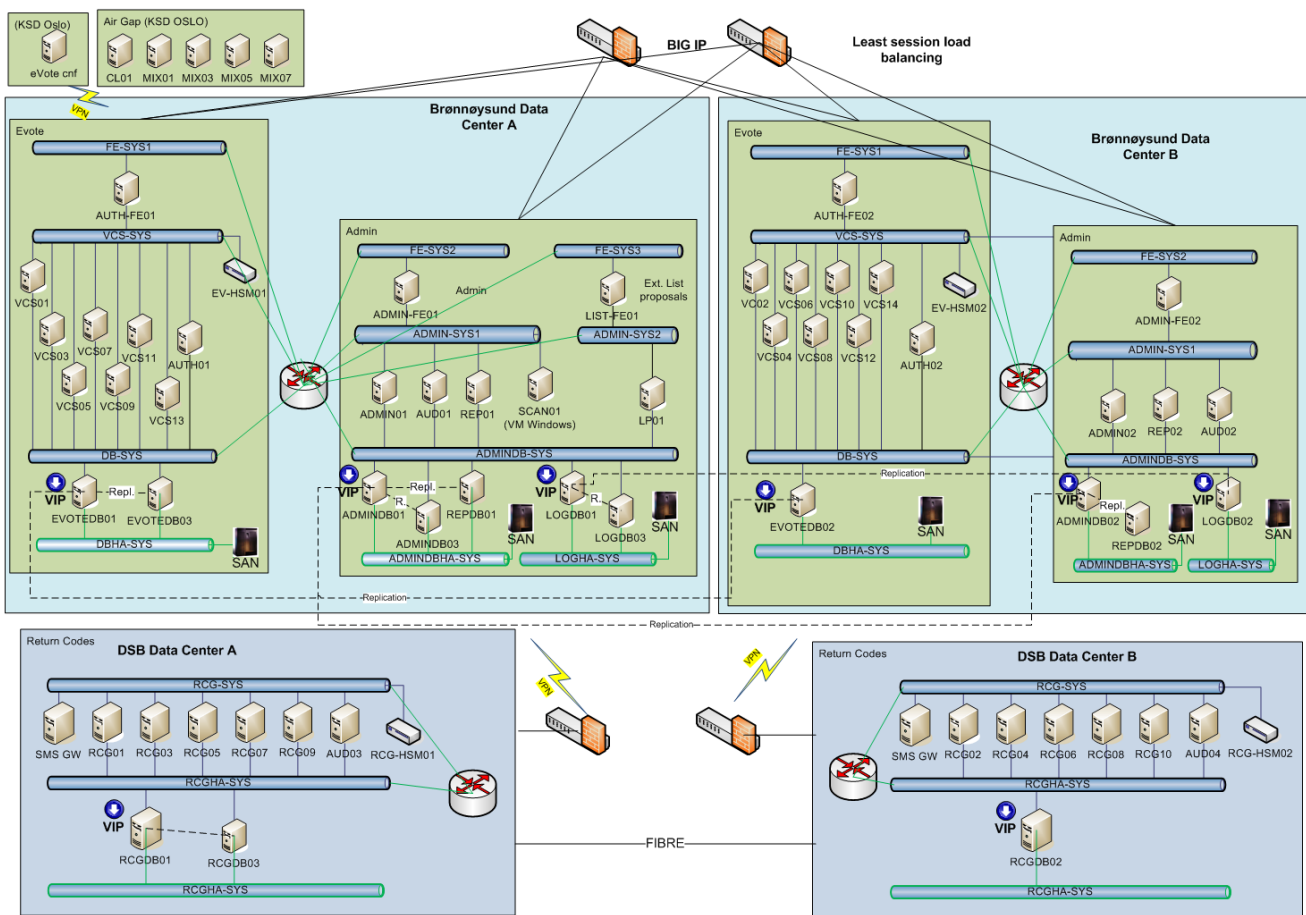 (KSD Oslo)
eVote cnf
Air Gap (KSD OSLO)
CL01
MIX01
MIX03
MIX05
MIX07
VPN
BIG IP
Least session load
balancing
Brønnøysund Data
Center A
Evote
FE-SYS1
AUTH-FE01
VCS-SYS
EV-HSM01
VCS01
VCS03
VCS07
VCS11
AUTH01
VCS05
VCS09
VCS13
DB-SYS
VIP
Repl.
EVOTEDB01
EVOTEDB03
DBHA-SYS
SAN
Admin
FE-SYS2
FE-SYS3
Admin
Ext. List
proposals
ADMIN-FE01
LIST-FE01
ADMIN-SYS1
ADMIN-SYS2
ADMIN01
AUD01
REP01
SCAN01
(VM Windows)
LP01
ADMINDB-SYS
VIP
Repl.
R.
VIP
R.
ADMINDB01
REPDB01
LOGDB01
ADMINDB03
LOGDB03
SAN
SAN
ADMINDBHA-SYS
LOGHA-SYS
Replication
Replication
Replication
Brønnøysund Data
Center B
Evote
FE-SYS1
AUTH-FE02
VCS-SYS
EV-HSM02
VC02
VCS06
VCS10
VCS14
VCS04
VCS08
VCS12
AUTH02
DB-SYS
VIP
EVOTEDB02
DBHA-SYS
SAN
Admin
FE-SYS2
ADMIN-FE02
ADMIN-SYS1
ADMIN02
REP02
AUD02
ADMINDB-SYS
VIP
Repl.
VIP
ADMINDB02
LOGDB02
REPDB02
SAN
SAN
ADMINDBHA-SYS
LOGHA-SYS
Return Codes
DSB Data Center A
RCG-SYS
SMS GW
RCG01
RCG03
RCG05
RCG07
RCG09
AUD03
RCG-HSM01
RCGHA-SYS
VIP
RCGDB01
RCGDB03
RCGHA-SYS
VPN
VPN
FIBRE
Return Codes
DSB Data Center B
RCG-SYS
SMS GW
RCG02
RCG04
RCG06
RCG08
RCG10
AUD04
RCG-HSM02
RCGHA-SYS
VIP
RCGDB02
RCGHA-SYS